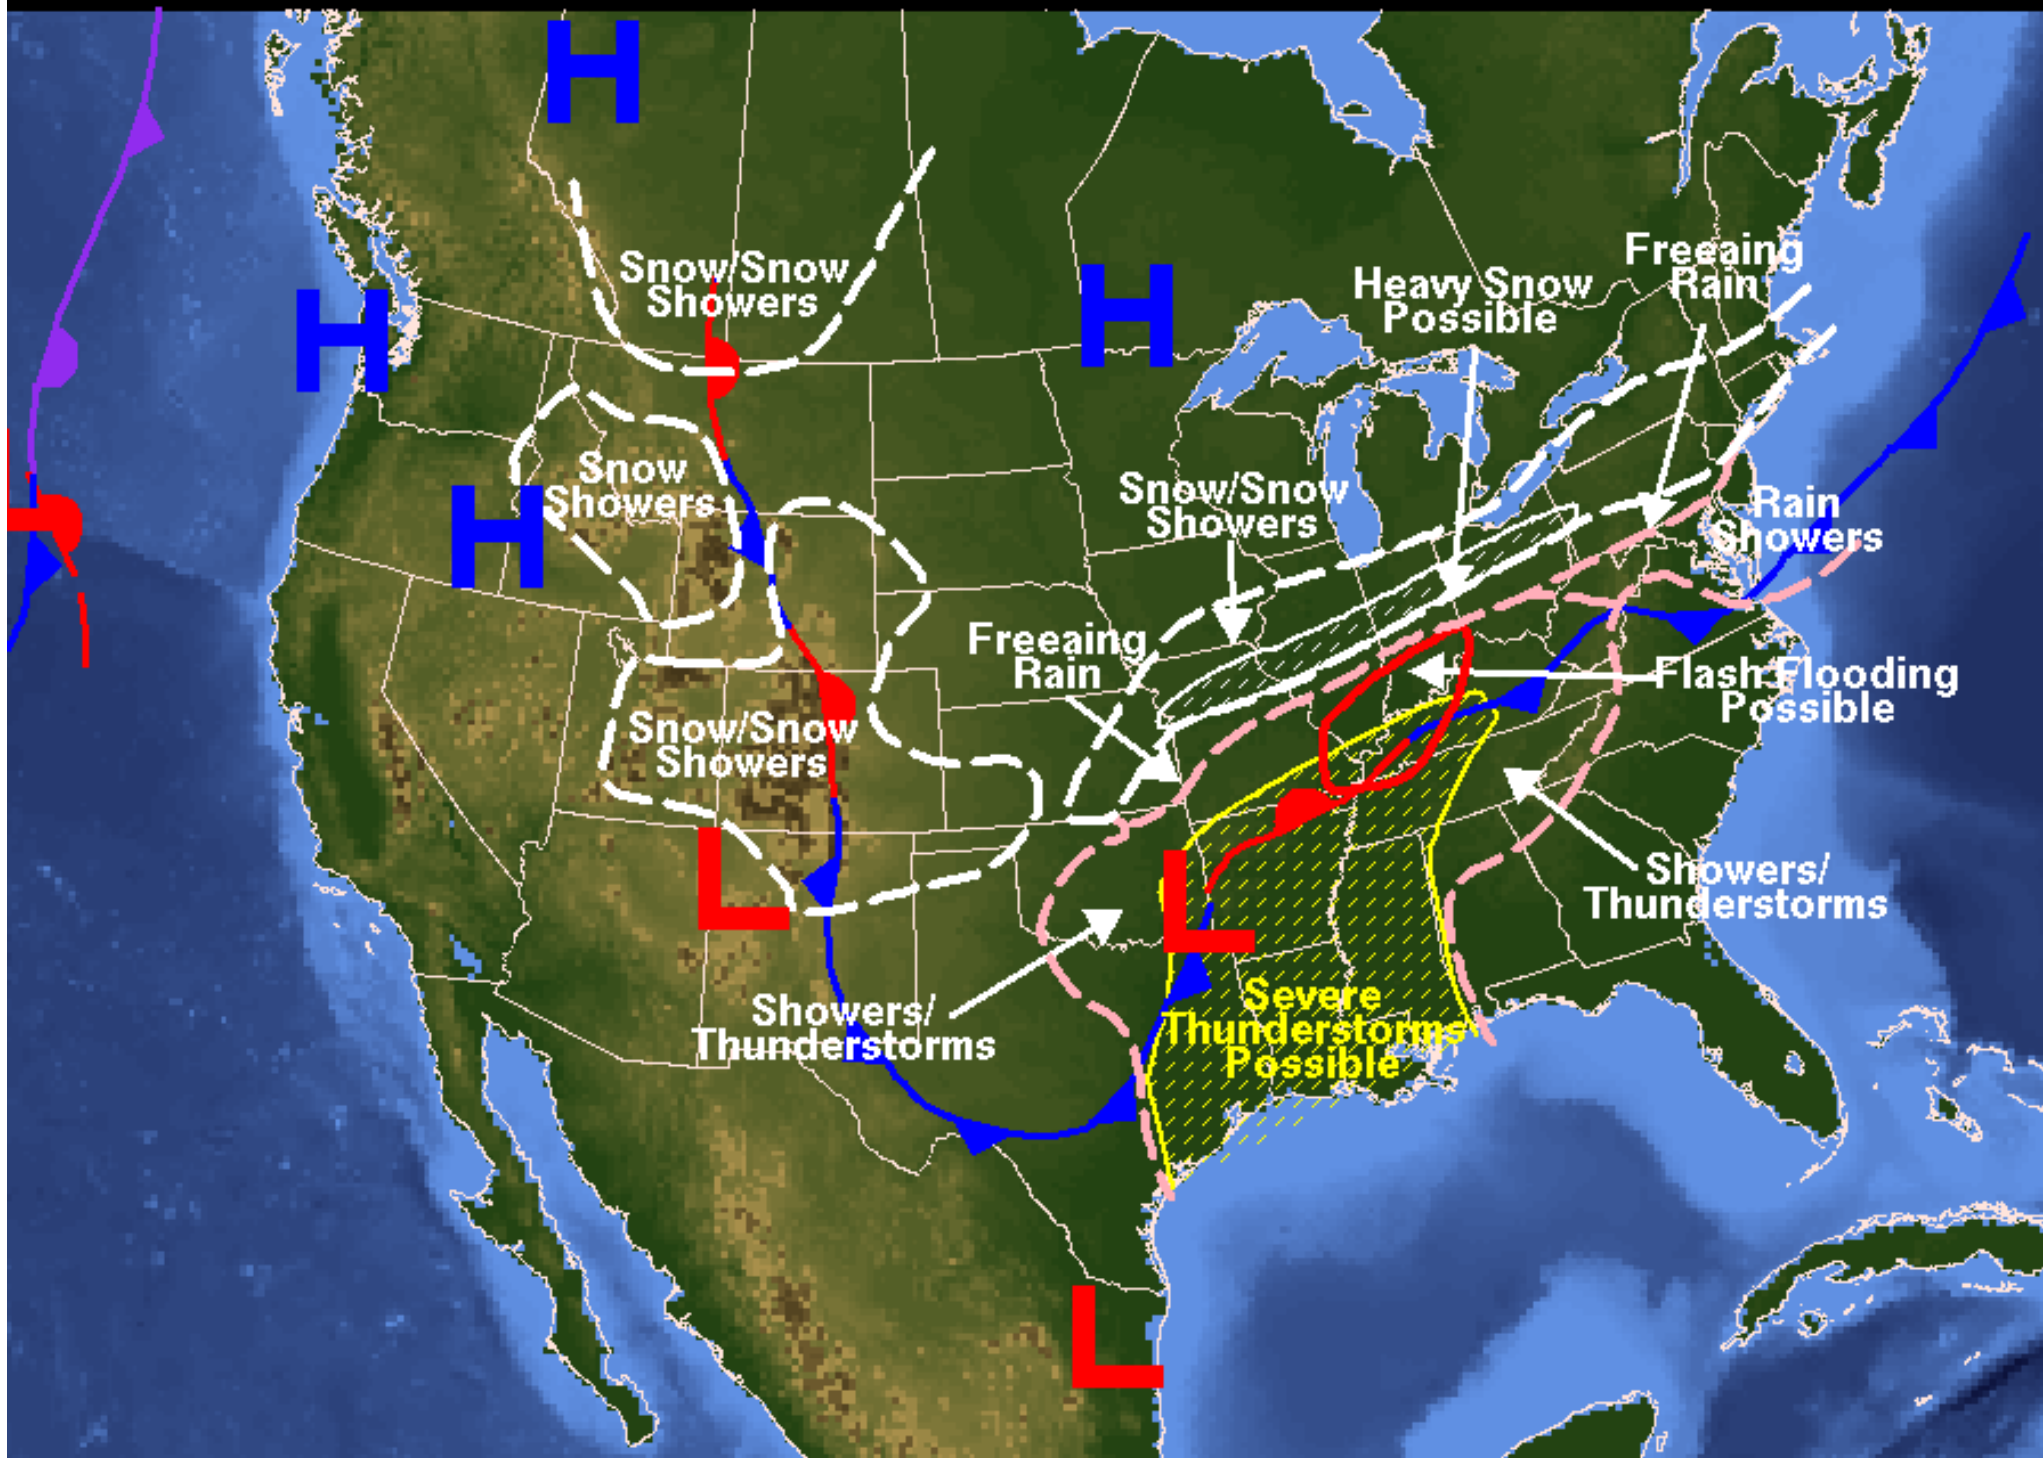 H
Snow/Snow
Showers
Freeaing
Rain
Heavy Snow
Possible
H
H
Snow
Showers
H
Snow/Snow
Showers
Rain
Showers
Freeaing
Rain
Flash Flooding
Possible
Snow/Snow
Showers
L
L
Showers/
Thunderstorms
Showers/
Thunderstorms
Severe
Thunderstorms
Possible
L